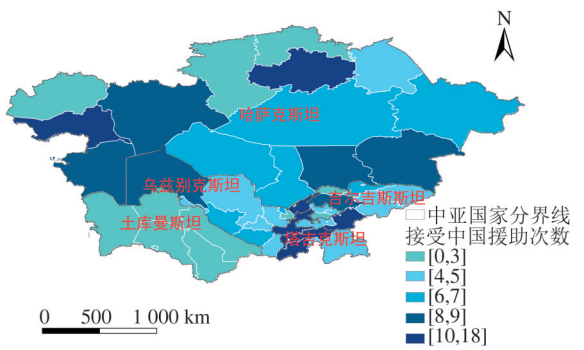 N
哈萨克斯坦
乌兹别克斯坦
吉尔吉斯斯坦
土库曼斯坦
塔吉克斯坦
中亚国家分界线
接受中国援助次数
[0,3]
[4,5]
[6,7]
[8,9]
[10,18]
0 500 1 000 km